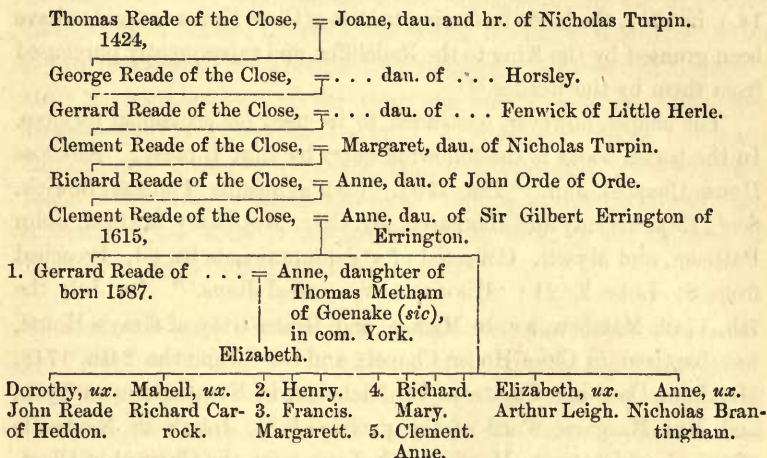 Thomas Reade of the Close, = Joane, dau. and hr. of Nicholas Turpin.
1424,
George Reade of the Close, = . . . dau. of . . . Horsley.
Gerrard Reade of the Close, = . . . dau. of . . . Fenwick of Little Herle.
Clement Reade of the Close, = Margaret, dau. of Nicholas Turpin.
Richard Reade of the Close, = Anne, dau. of John Orde of Orde.
Clement Reade of the Close, = Anne, dau. of Sir Gilbert Errington of
1615, Errington.
1. Gerrard Reade of . . . = Anne, daughter of
born 1587. Thomas Metham
of Goenake (sic),
in com. York.
Elizabeth.
Dorothy, ux. Mabell, ux. 2. Henry. 4. Richard. Elizabeth, ux. Anne, ux.
John Reade Richard Car- 3. Francis. Mary. Arthur Leigh. Nicholas Bran-
of Heddon. rock. Margarett. 5. Clement. tingham.
Anne.